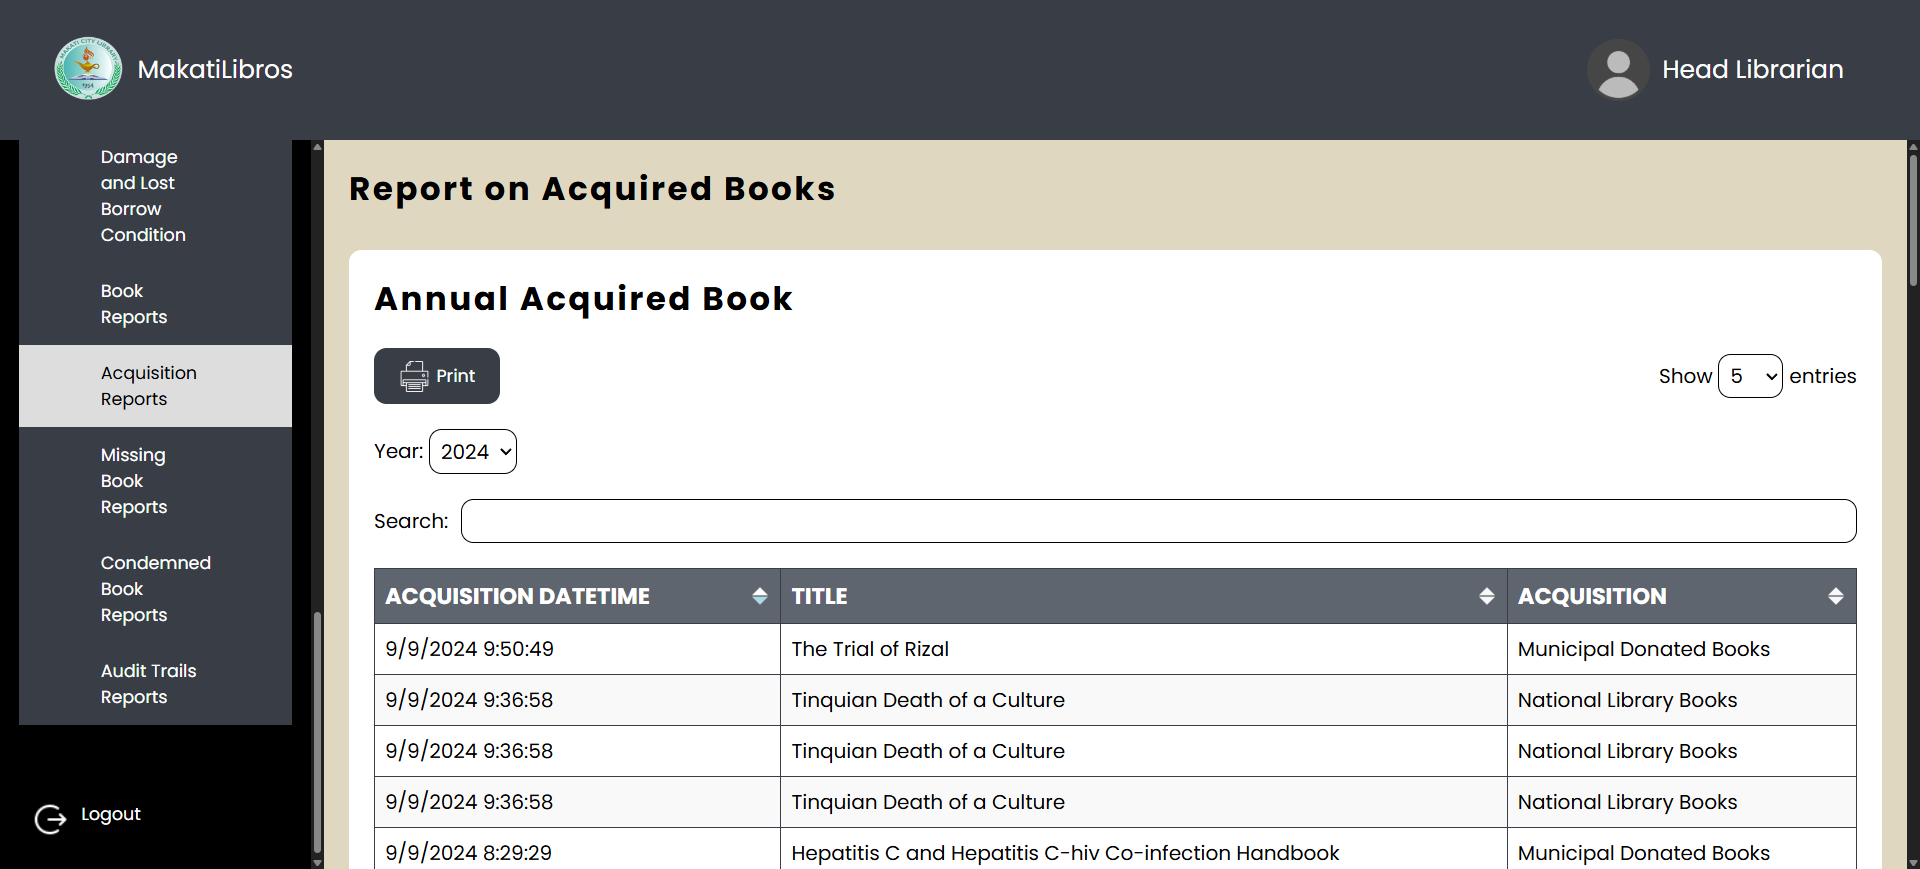 MAKATI CITY LIBRARY
1954
MakatiLibros
Head Librarian
Damage
and Lost
Borrow
Condition
Book
Reports
Acquisition
Reports
Missing
Book
Reports
Condemned
Book
Reports
Audit Trails
Reports
Logout
Report on Acquired Books
Annual Acquired Book
Print
Show 5 entries
Year: 2024
Search:
ACQUISITION DATETIME TITLE ACQUISITION
9/9/2024 9:50:49 The Trial of Rizal Municipal Donated Books
9/9/2024 9:36:58 Tinquian Death of a Culture National Library Books
9/9/2024 9:36:58 Tinquian Death of a Culture National Library Books
9/9/2024 9:36:58 Tinquian Death of a Culture National Library Books
9/9/2024 8:29:29 Hepatitis C and Hepatitis C-hiv Co-infection Handbook Municipal Donated Books